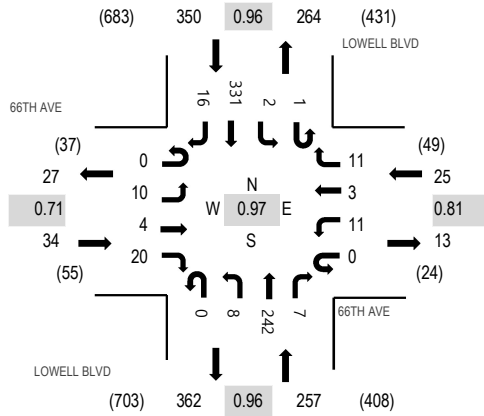 (683) 350 0.96 264 (431)
LOWELL BLVD
66TH AVE
16 331 2 1
(37) (49)
27 0 11 25
0.71 10 N 3 0.81
W 0.97 E
34 4 S 11 13
(55) 20 0 (24)
0 8 242 7
66TH AVE
LOWELL BLVD
(703) 362 0.96 257 (408)